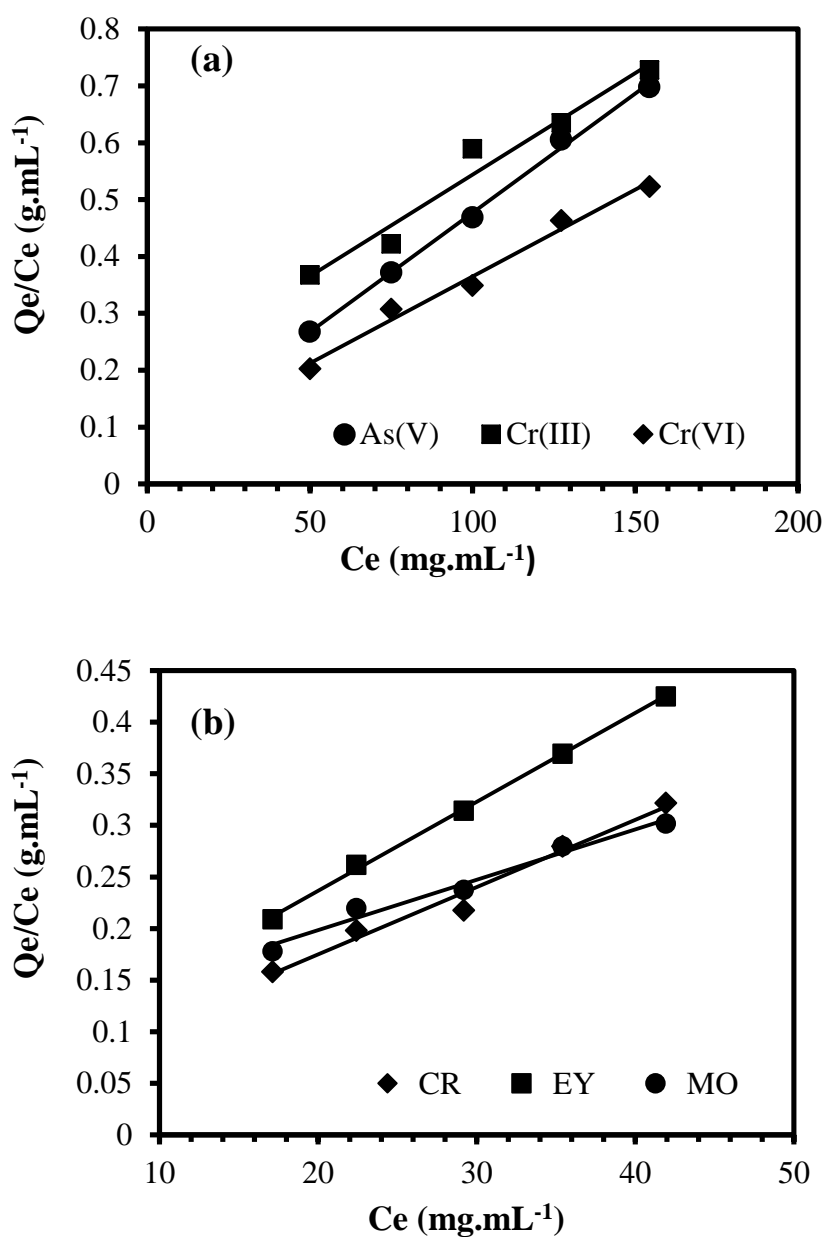 (a)
0.8
0.7
0.6
0.5
0.4
0.3
0.2
0.1
0
Qe/Ce (g.mL-1)
As(V) Cr(III) Cr(VI)
0 50 100 150 200
Ce (mg.mL-1)
(b)
0.45
0.4
0.35
0.3
0.25
0.2
0.15
0.1
0.05
0
Qe/Ce (g.mL-1)
CR EY MO
10 20 30 40 50
Ce (mg.mL-1)